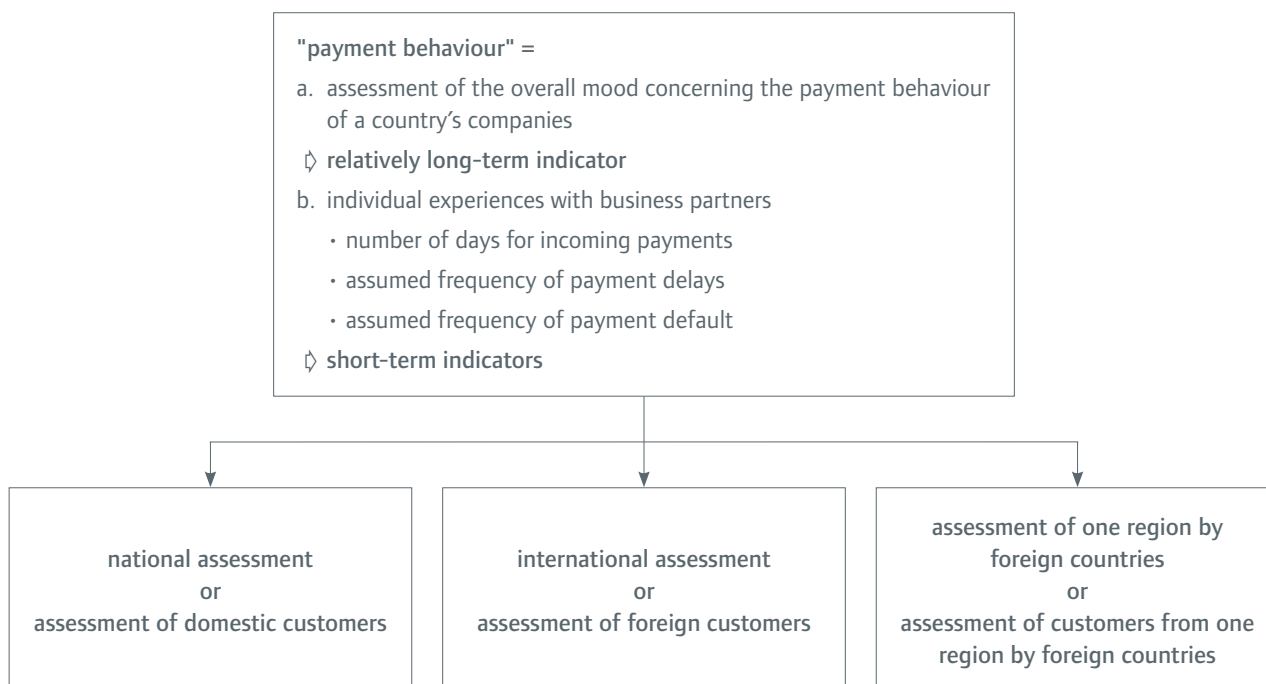 "payment behaviour" =
a. assessment of the overall mood concerning the payment behaviour
of a country's companies
⇨ relatively long-term indicator
b. individual experiences with business partners
· number of days for incoming payments
· assumed frequency of payment delays
· assumed frequency of payment default
⇨ short-term indicators
national assessment
or
assessment of domestic customers
international assessment
or
assessment of foreign customers
assessment of one region by
foreign countries
or
assessment of customers from one
region by foreign countries